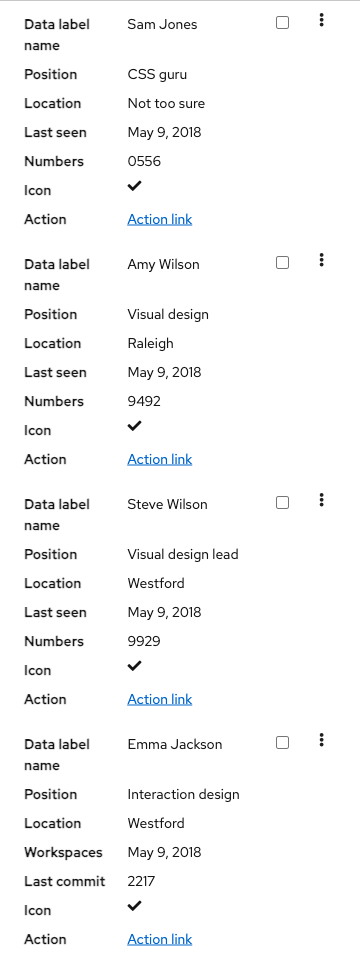 Data label Sam Jones
name
Position CSS guru
Location Not too sure
Last seen May 9, 2018
Numbers 0556
Icon
Action Action link
Data label Amy Wilson
name
Position Visual design
Location Raleigh
Last seen May 9, 2018
Numbers 9492
Icon
Action Action link
Data label Steve Wilson
name
Position Visual design lead
Location Westford
Last seen May 9, 2018
Numbers 9929
Icon
Action Action link
Data label Emma Jackson
name
Position Interaction design
Location Westford
Workspaces May 9, 2018
Last commit 2217
Icon
Action Action link